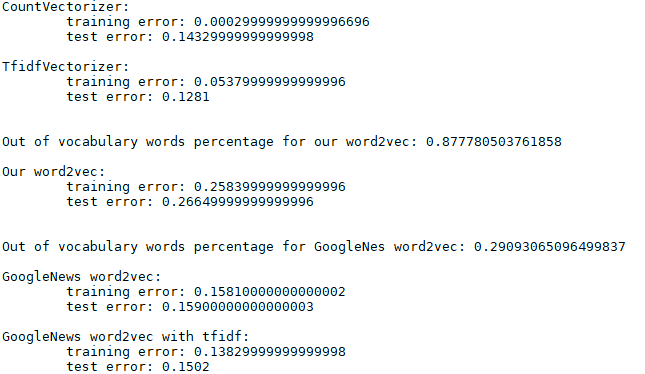 CountVectorizer:
training error: 0.00029999999999996696
test error: 0.14329999999999998
TfidfVectorizer:
training error: 0.05379999999999996
test error: 0.1281
Out of vocabulary words percentage for our word2vec: 0.877780503761858
Our word2vec:
training error: 0.25839999999999996
test error: 0.26649999999999996
Out of vocabulary words percentage for GoogleNes word2vec: 0.29093065096499837
GoogleNews word2vec:
training error: 0.15810000000000002
test error: 0.15900000000000003
GoogleNews word2vec with tfidf:
training error: 0.13829999999999998
test error: 0.1502